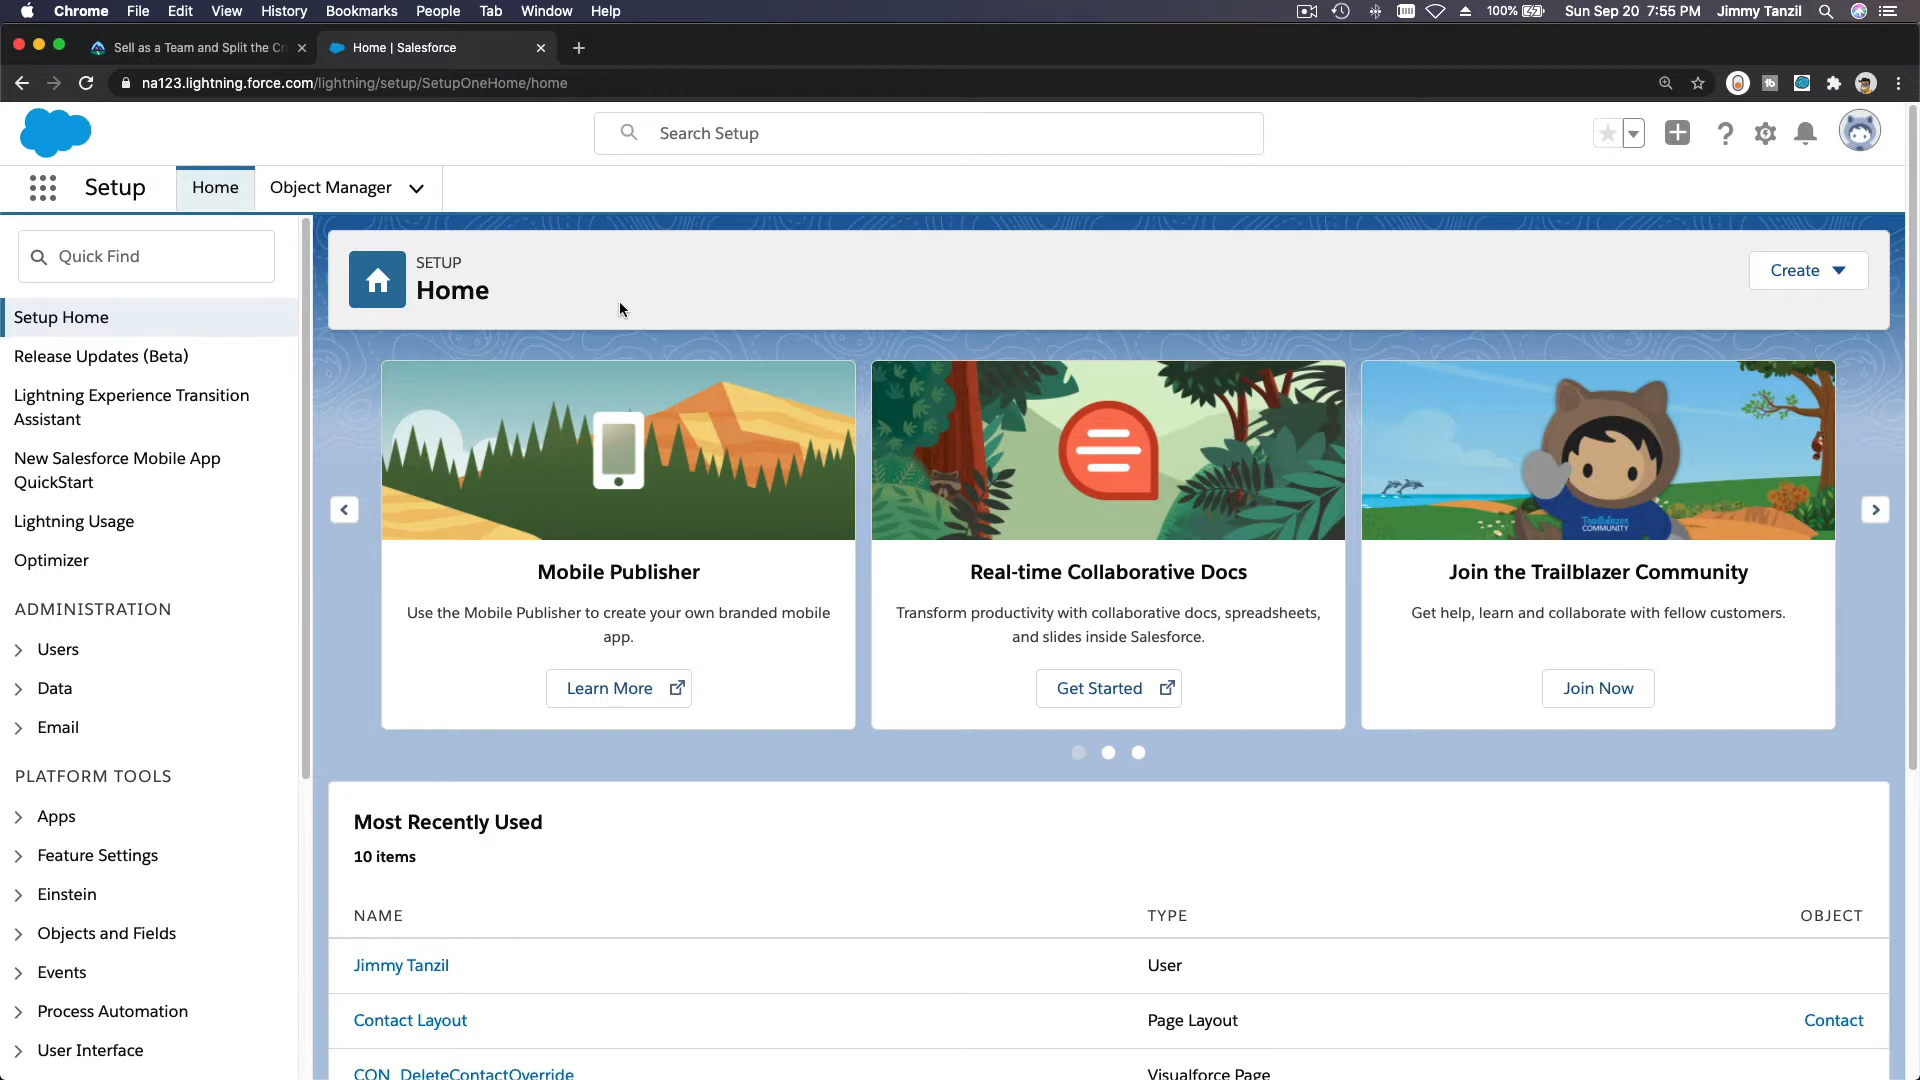 Chrome File Edit View History Bookmarks People Tab Window Help 100% Sun Sep 20 7:55 PM Jimmy Tanzil
Sell as a Team and Split the Cr Home | Salesforce
na123.lightning.force.com/lightning/setup/SetupOneHome/home
Search Setup
Setup Home Object Manager
Quick Find
Setup Home
Release Updates (Beta)
Lightning Experience Transition
Assistant
New Salesforce Mobile App
QuickStart
Lightning Usage
Optimizer
ADMINISTRATION
Users
Data
Email
PLATFORM TOOLS
Apps
Feature Settings
Einstein
Objects and Fields
Events
Process Automation
User Interface
SETUP
Home
Create
Mobile Publisher
Use the Mobile Publisher to create your own branded mobile
app.
Learn More
Real-time Collaborative Docs
Transform productivity with collaborative docs, spreadsheets,
and slides inside Salesforce.
Get Started
Trailblazer
COMMUNITY
Join the Trailblazer Community
Get help, learn and collaborate with fellow customers.
Join Now
Most Recently Used
10 items
NAME TYPE OBJECT
Jimmy Tanzil User
Contact Layout Page Layout Contact
CON_DeleteContactOverride Visualforce Page